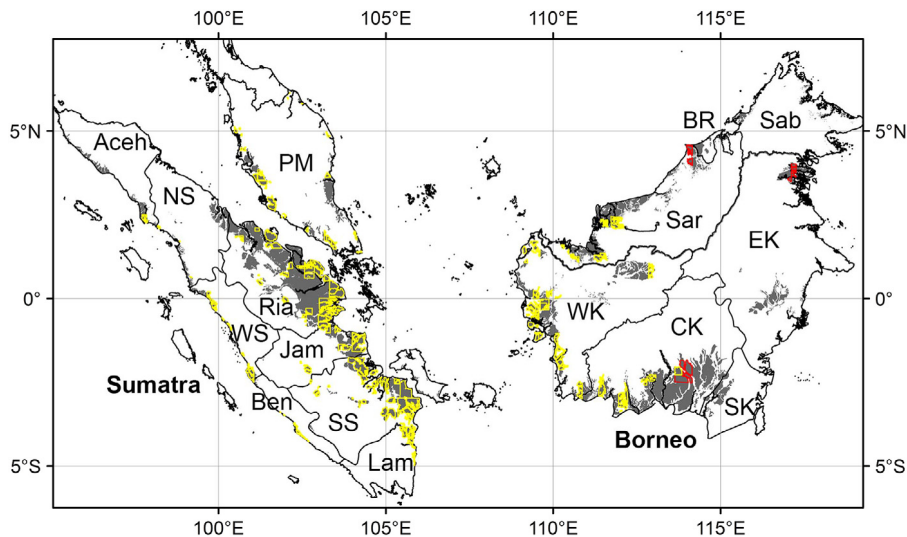 100°E 105°E 110°E 115°E
BR
Sab
5°N 5°N
Aceh
PM
NS
Sar
EK
0° 0°
Ria
WK
WS
CK
Jam
Sumatra
Ben
SK
SS
Borneo
Lam
5°S 5°S
100°E 105°E 110°E 115°E